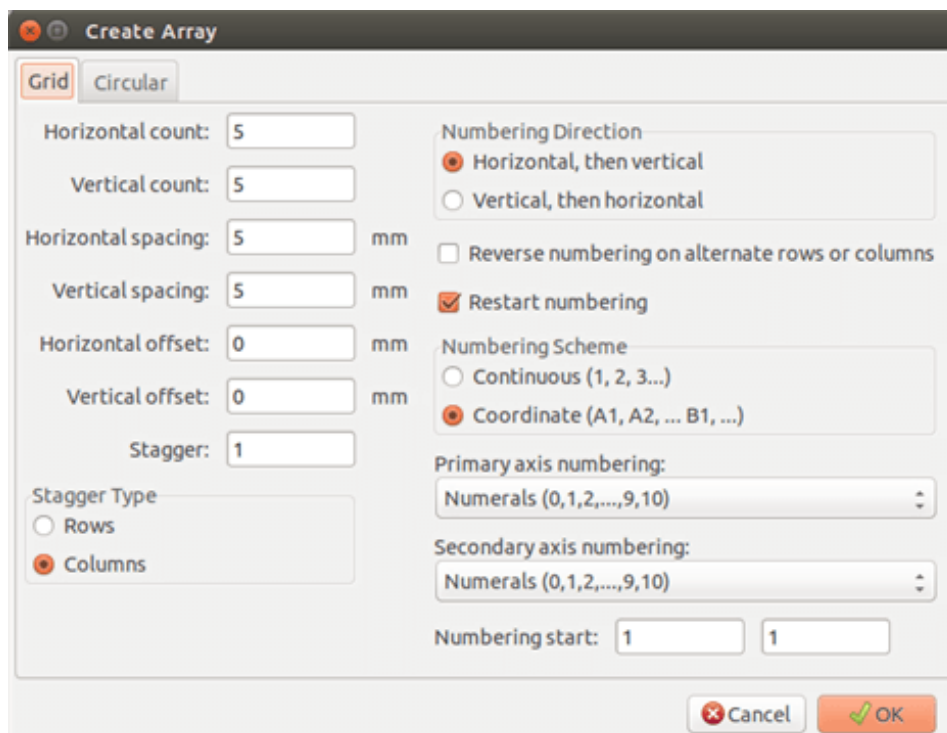 Create Array
Grid
Circular
Horizontal count: 5
Vertical count: 5
Horizontal spacing: 5 mm
Vertical spacing: 5 mm
Horizontal offset: 0 mm
Vertical offset: 0 mm
Stagger: 1
Stagger Type
Rows
Columns
Numbering Direction
Horizontal, then vertical
Vertical, then horizontal
Reverse numbering on alternate rows or columns
Restart numbering
Numbering Scheme
Continuous (1, 2, 3...)
Coordinate (A1, A2, ... B1, ...)
Primary axis numbering:
Numerals (0,1,2,...,9,10)
Secondary axis numbering:
Numerals (0,1,2,...,9,10)
Numbering start: 1 1
Cancel
OK